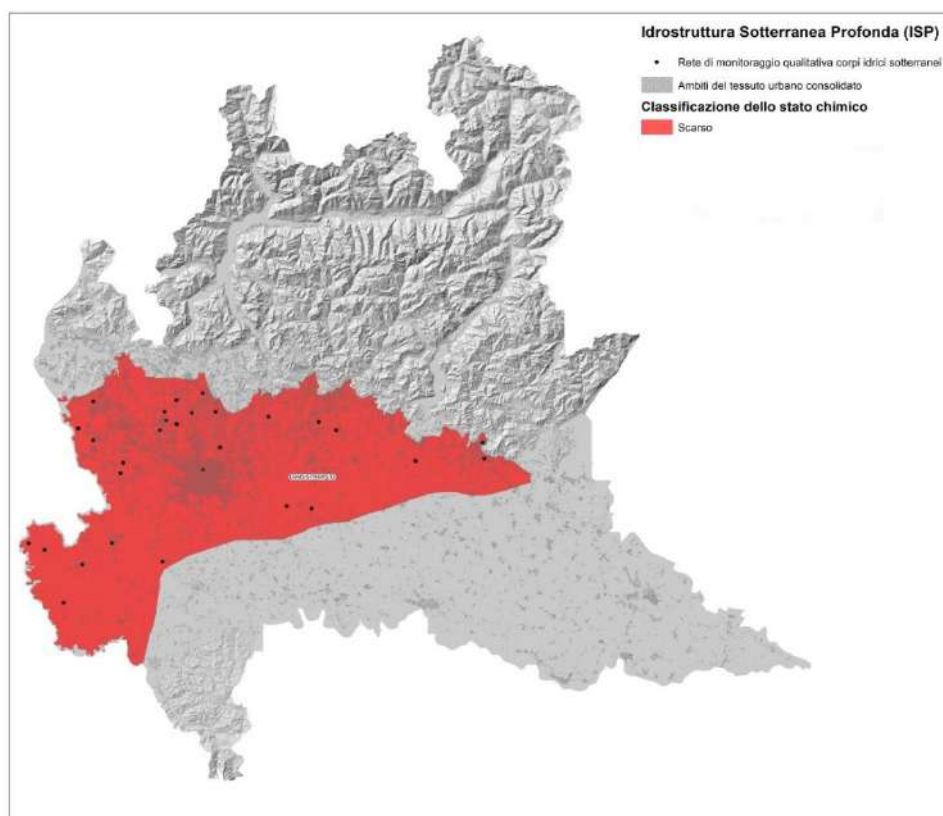 Idrostruttura Sotterranea Profonda (ISP)
Rete di monitoraggio qualitativa corpi idrici sotterranei
Ambiti del tessuto urbano consolidato
Classificazione dello stato chimico
Scarso